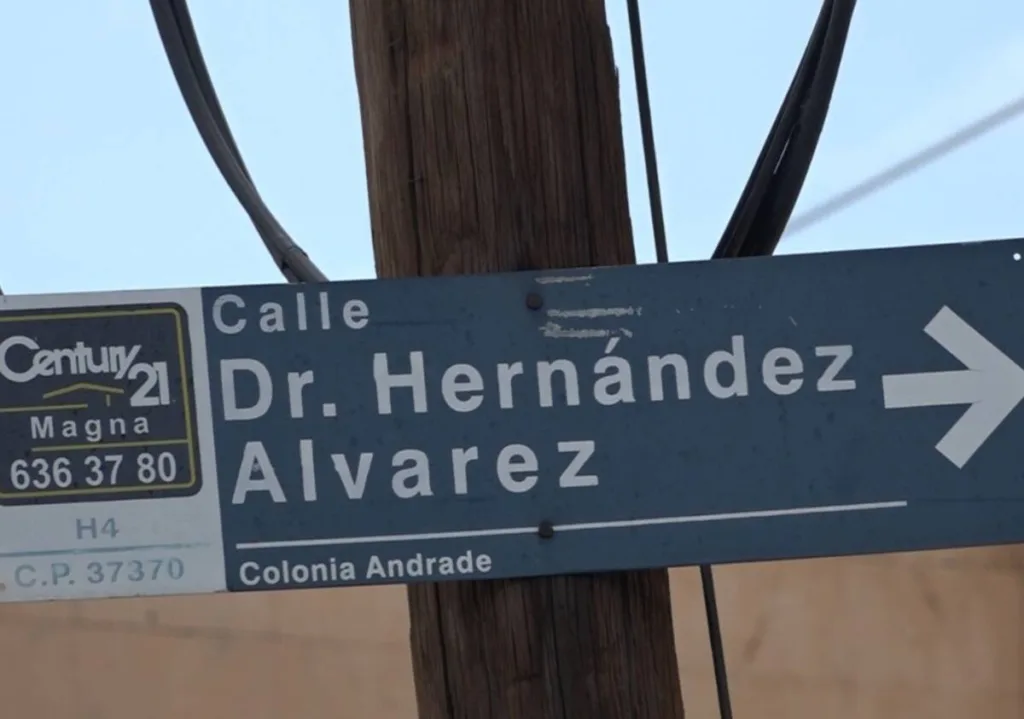 Century 21
Magna
636 37 80
H4
C.P. 37370
Calle
Dr. Hernández
Alvarez
Colonia Andrade